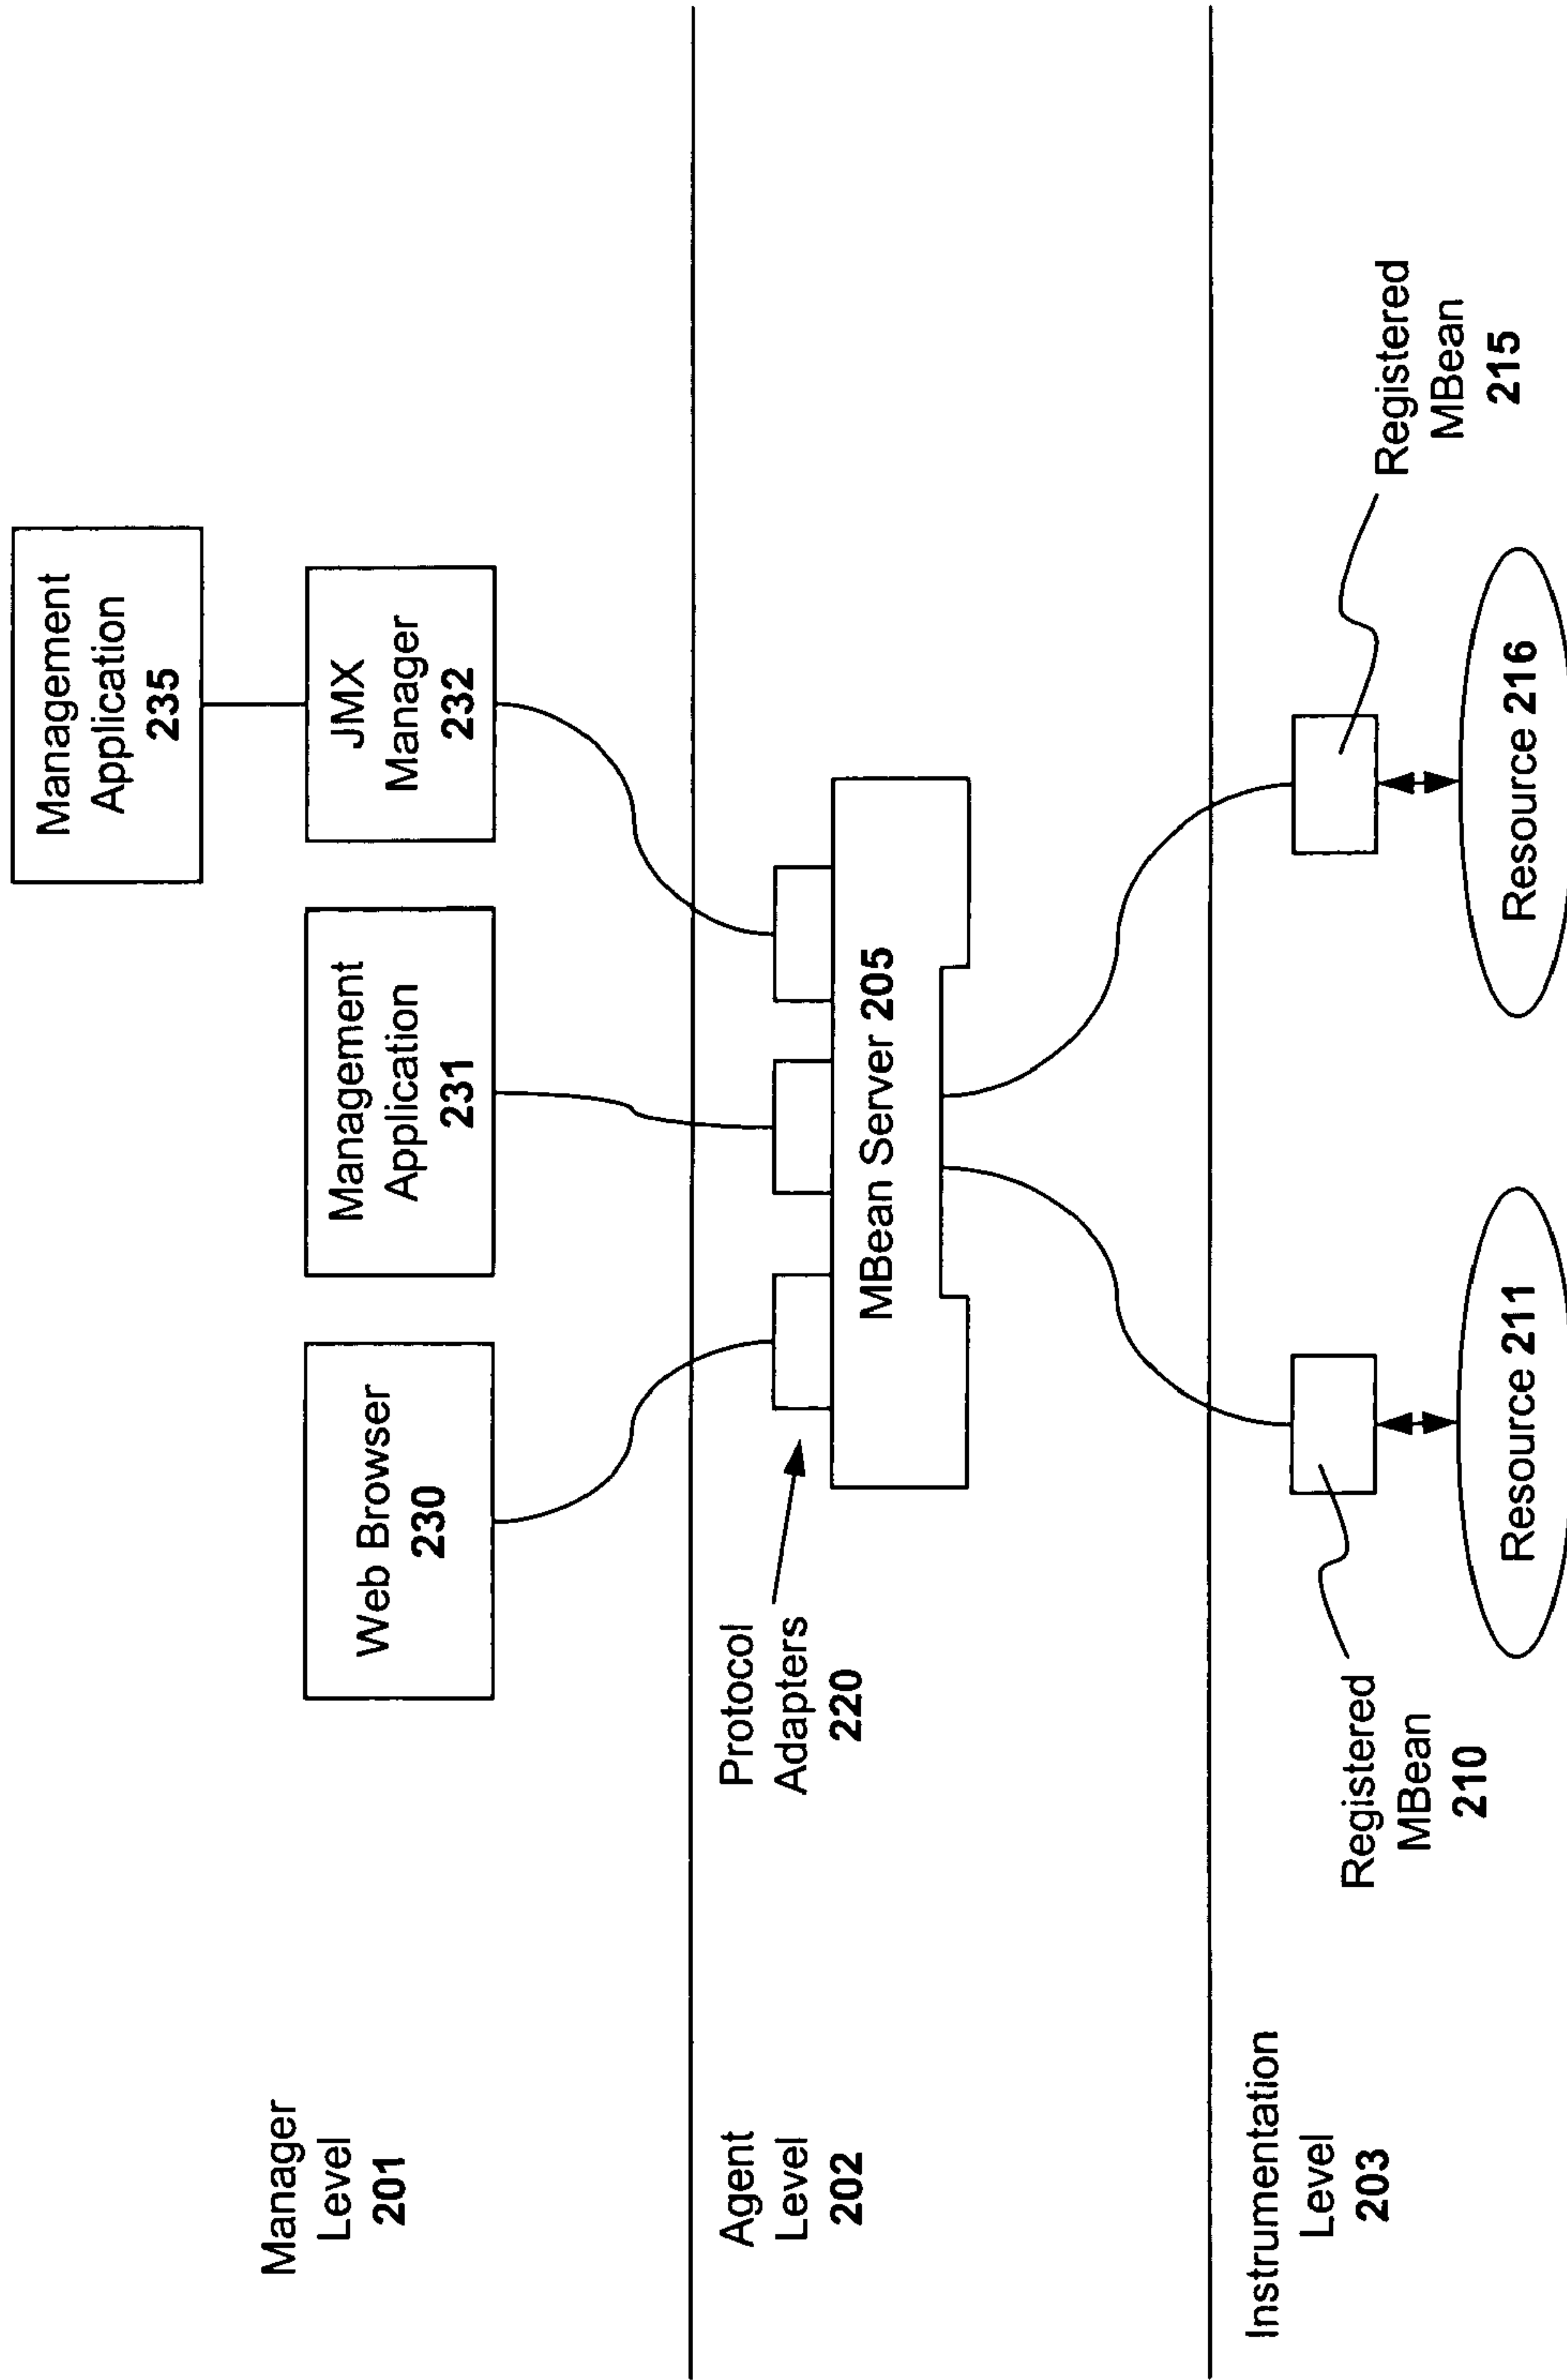 Management
Application
235
Manager
Level
201
Web Browser
230
Management
Application
231
JMX
Manager
232
Agent
Level
202
Protocol
Adapters
220
MBean Server 205
Instrumentation
Level
203
Registered
MBean
210
Registered
MBean
215
Resource 211
Resource 216